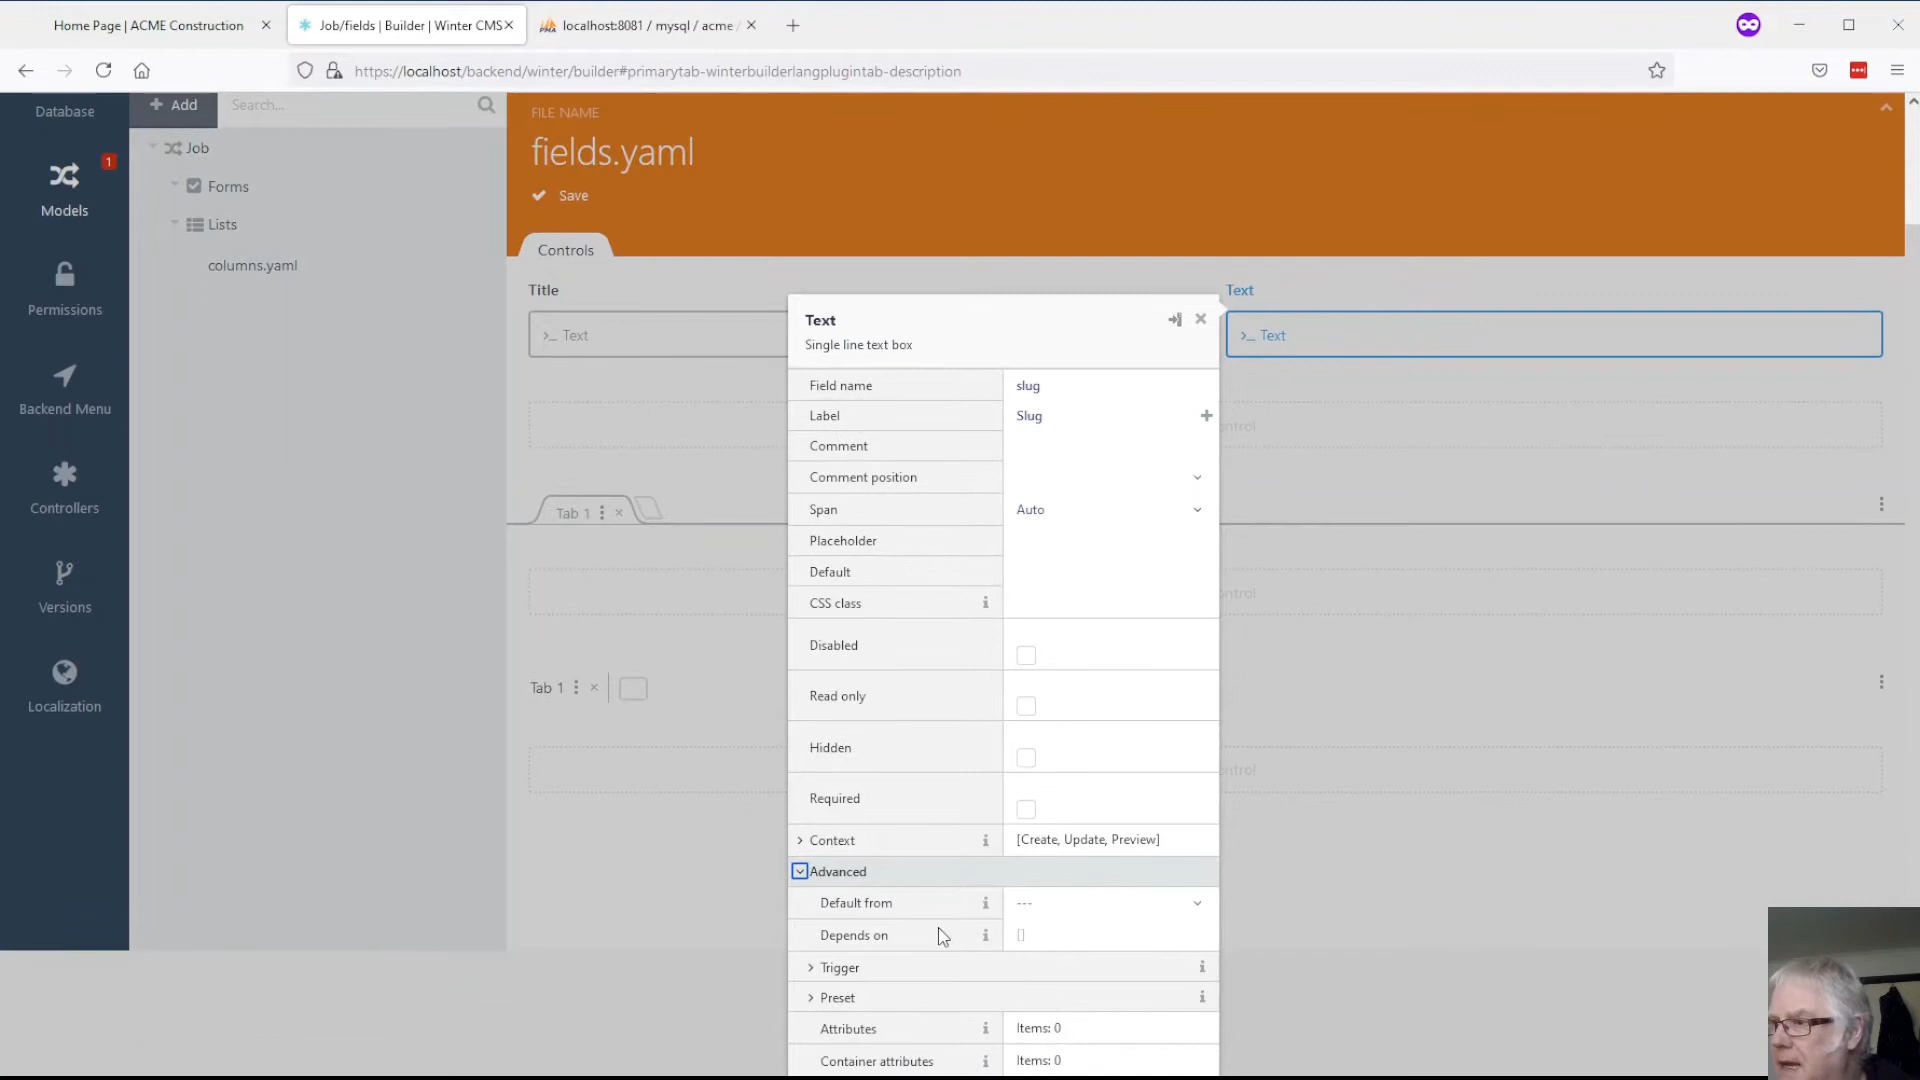 Home Page | ACME Construction
Job/fields | Builder | Winter CMS
localhost:8081 / mysql / acme /
https://localhost/backend/winter/builder#primarytab-winterbuilderlangplugintab-description
Database
Add
Search...
FILE NAME
fields.yaml
Save
Job
Forms
Lists
columns.yaml
1
Models
Permissions
Backend Menu
Controllers
Versions
Localization
Controls
Title
Text
>_ Text
>_ Text
Text
Single line text box
Field name
slug
Label
Slug
Comment
Comment position
Span
Auto
Placeholder
Default
CSS class
Disabled
Read only
Hidden
Required
Context
[Create, Update, Preview]
Advanced
Default from
---
Depends on
[]
Trigger
Preset
Attributes
Items: 0
Container attributes
Items: 0
Tab 1
Tab 1